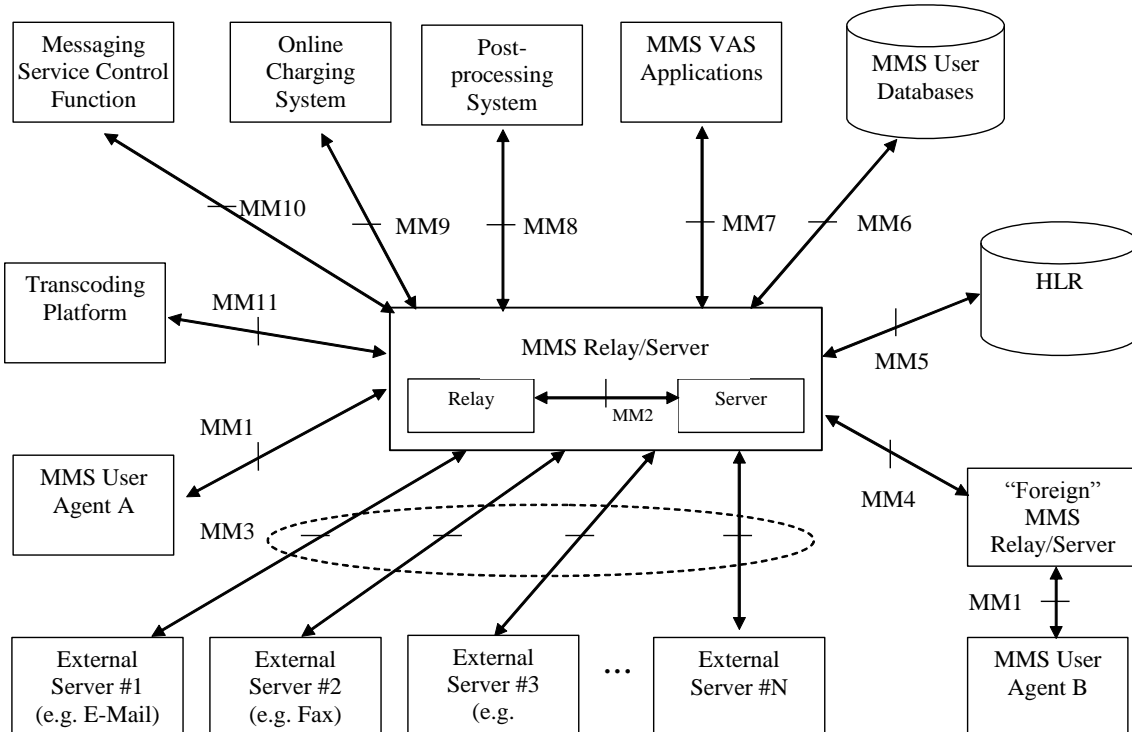 Messaging
Service Control
Function
Online
Charging
System
Post-
processing
System
MMS VAS
Applications
MMS User
Databases
MM10
MM9
MM8
MM7
MM6
Transcoding
Platform
MM11
HLR
MMS Relay/Server
MM5
Relay
MM2
Server
MM1
MMS User
Agent A
MM3
MM4
“Foreign”
MMS
Relay/Server
MM1
External
Server #1
(e.g. E-Mail)
External
Server #2
(e.g. Fax)
External
Server #3
(e.g.
...
External
Server #N
MMS User
Agent B